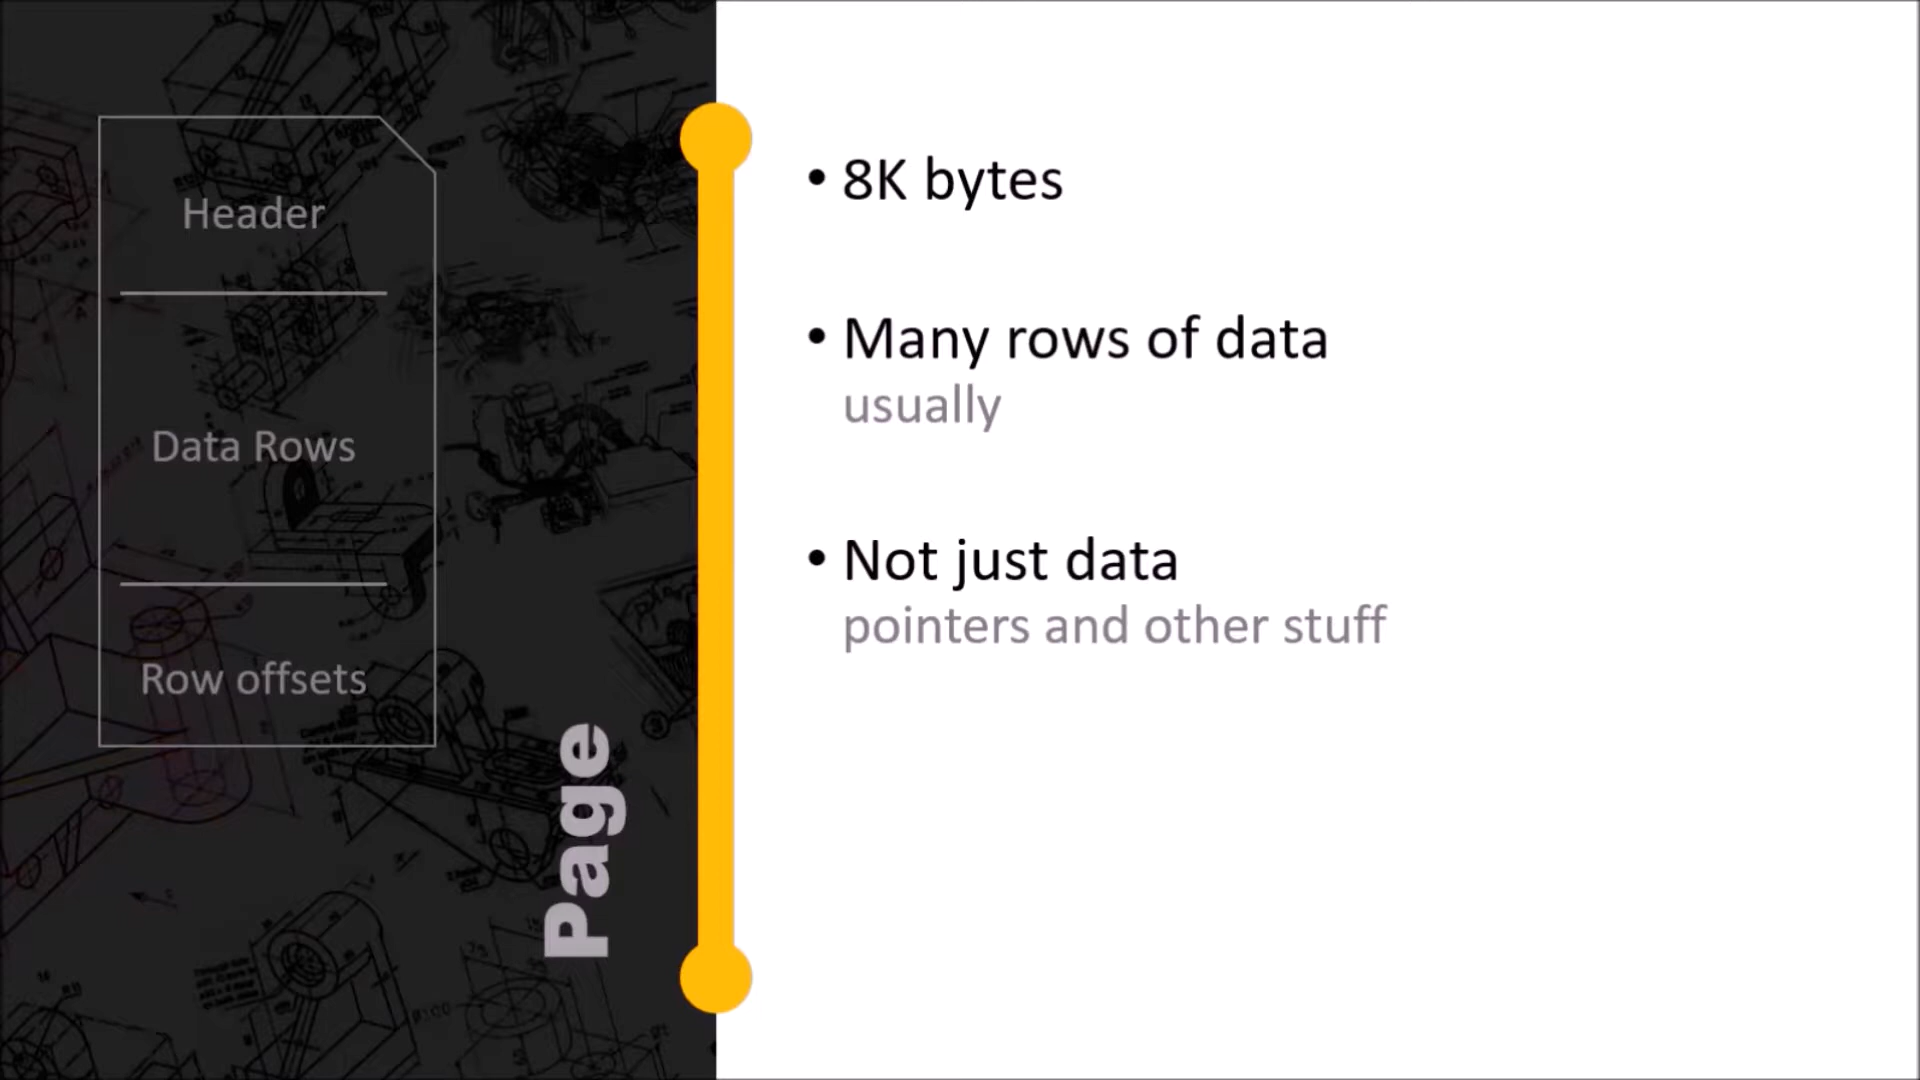 Header
Data Rows
Row offsets
Page
• 8K bytes
• Many rows of data
usually
• Not just data
pointers and other stuff